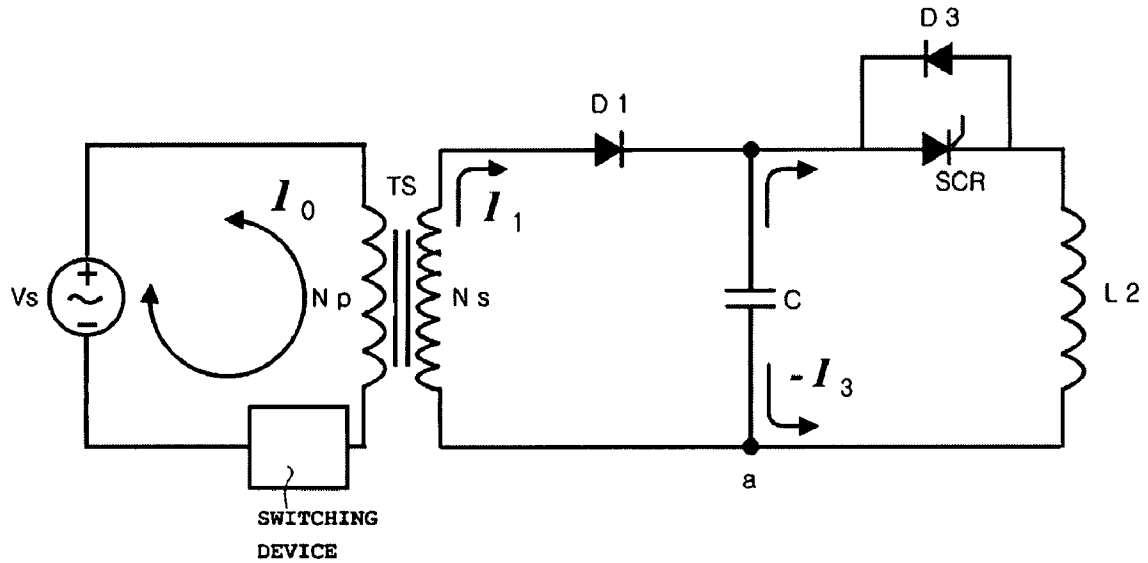 D 3
D 1
SCR
TS
I 0
I 1
Vs
+
~
−
N p
N s
C
L 2
- I 3
a
SWITCHING
DEVICE